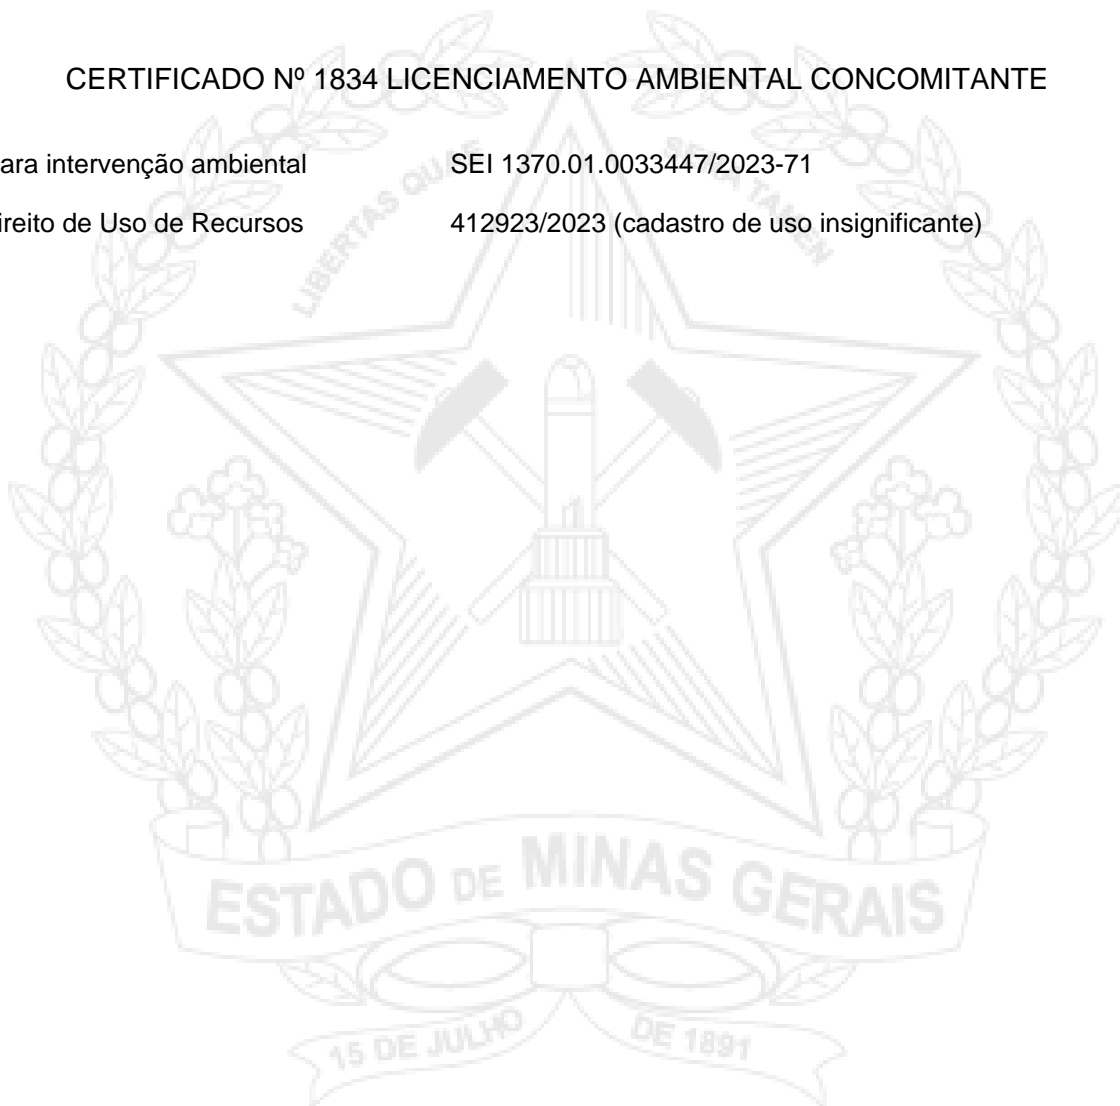 CERTIFICADO Nº 1834 LICENCIAMENTO AMBIENTAL CONCOMITANTE
ara intervenção ambiental SEI 1370.01.0033447/2023-71
ireito de Uso de Recursos 412923/2023 (cadastro de uso insignificante)
LIBERTAS QUÆ SERA TAMEN
ESTADO DE MINAS GERAIS
15 DE JULHO DE 1891